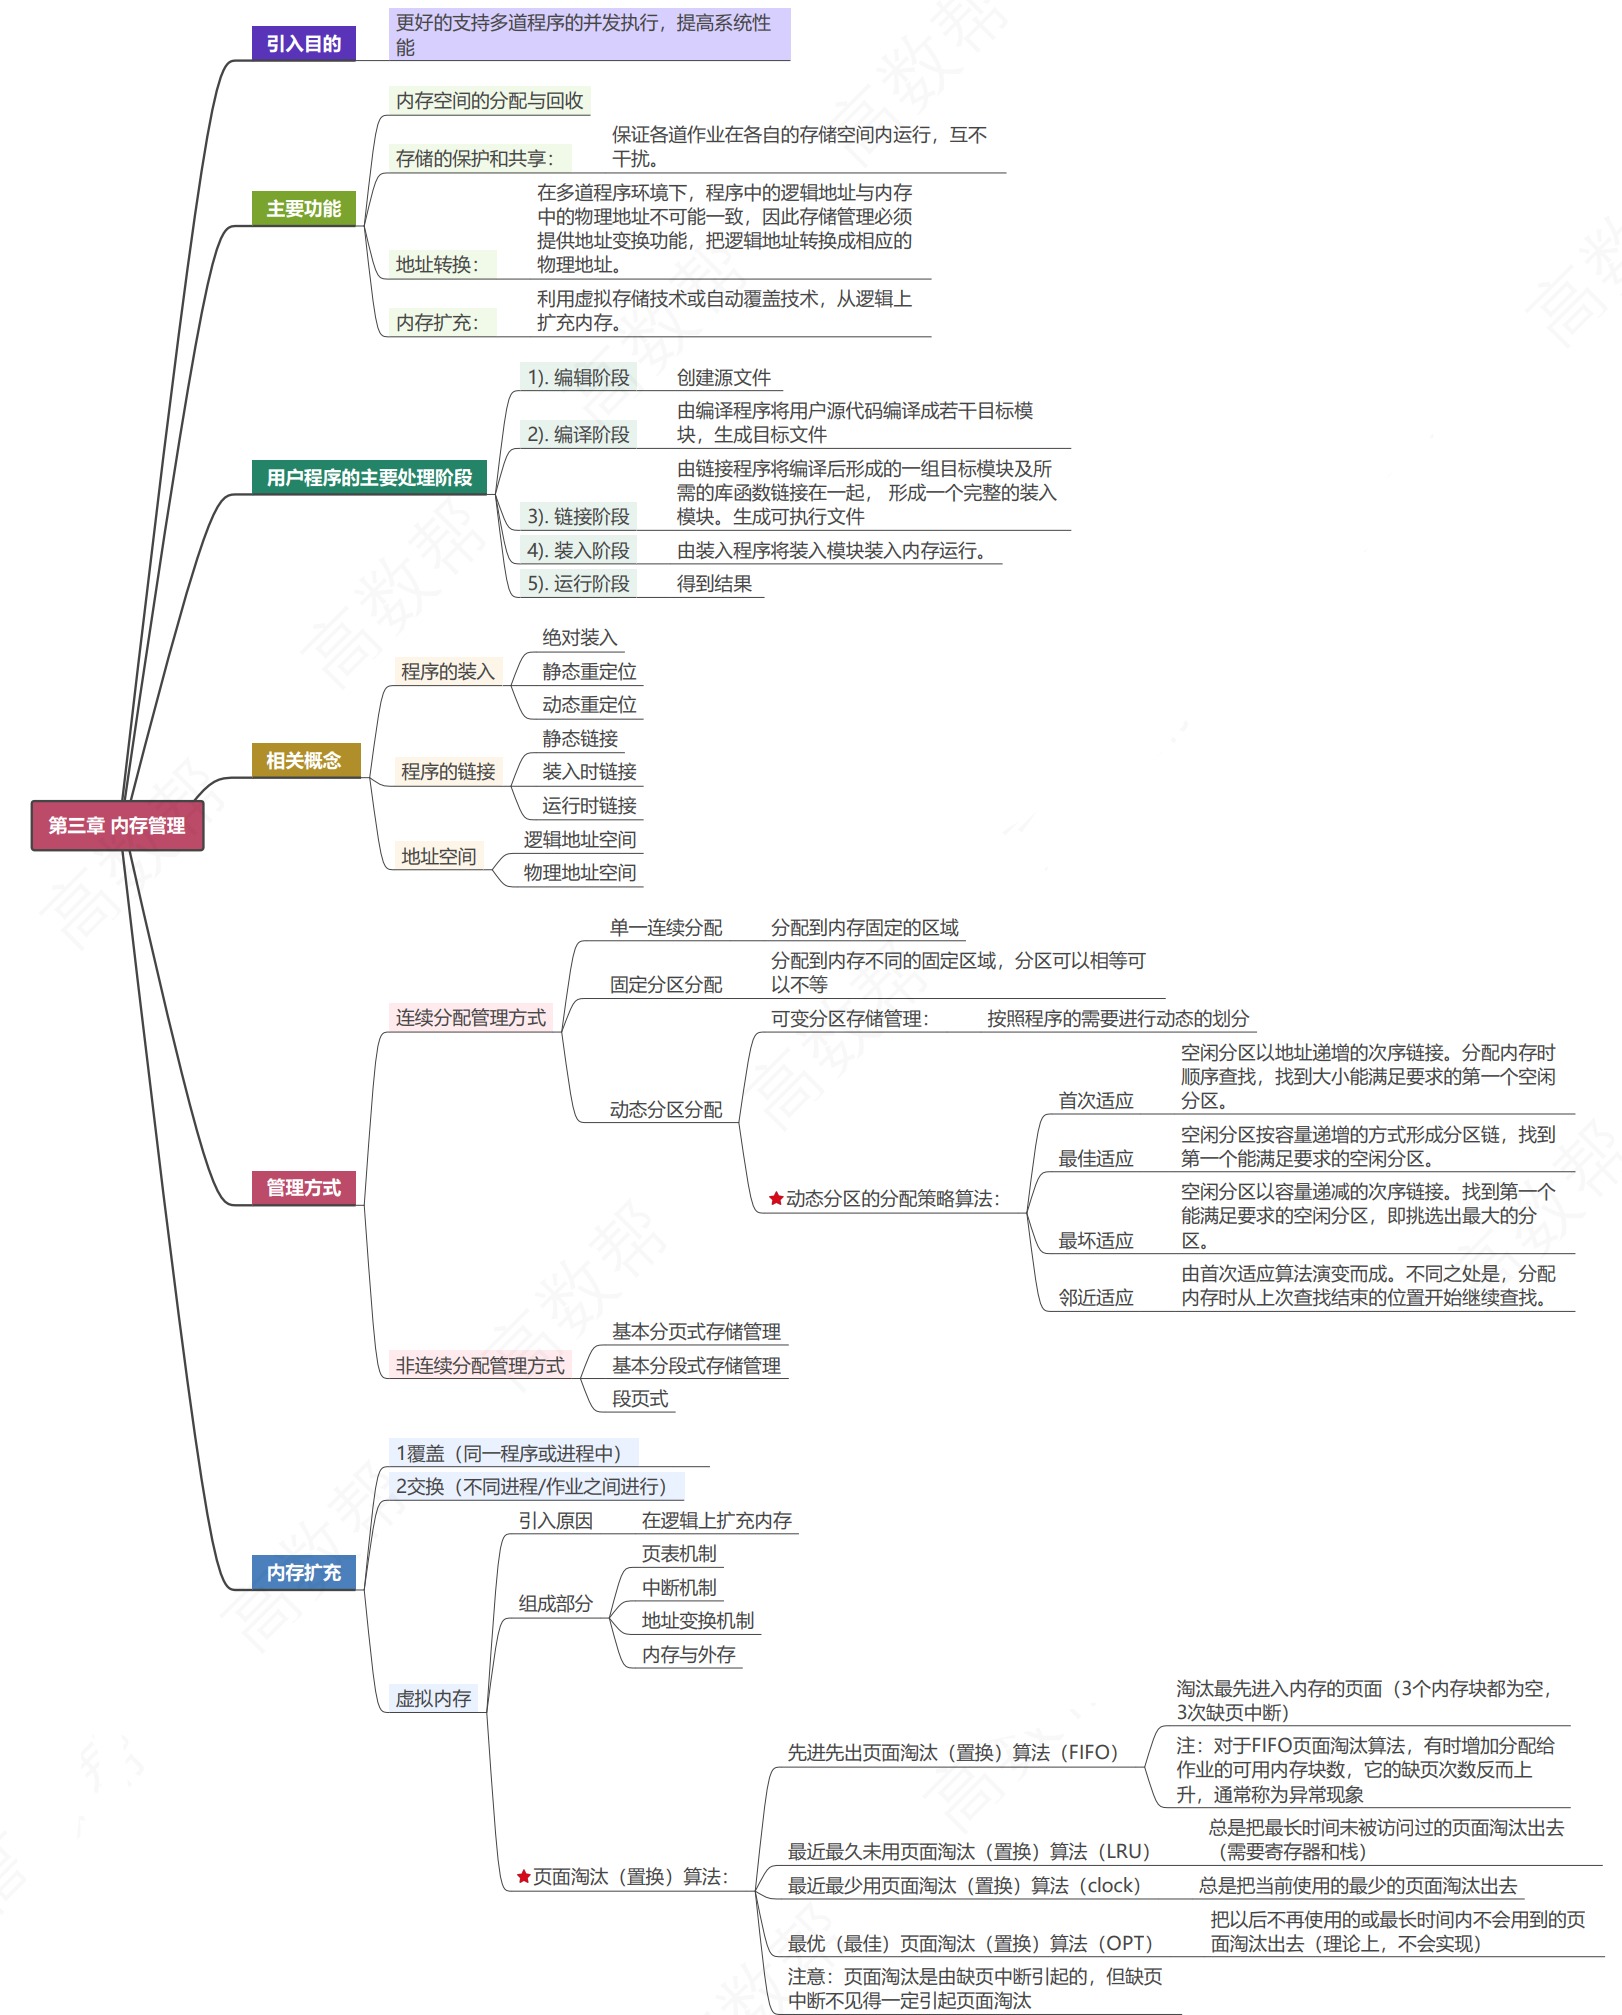 引入目的
更好的支持多道程序的并发执行，提高系统性
能
主要功能
内存空间的分配与回收
存储的保护和共享：
保证各道作业在各自的存储空间内运行，互不
干扰。
地址转换：
在多道程序环境下，程序中的逻辑地址与内存
中的物理地址不可能一致，因此存储管理必须
提供地址变换功能，把逻辑地址转换成相应的
物理地址。
内存扩充：
利用虚拟存储技术或自动覆盖技术，从逻辑上
扩充内存。
用户程序的主要处理阶段
1). 编辑阶段
创建源文件
2). 编译阶段
由编译程序将用户源代码编译成若干目标模
块，生成目标文件
3). 链接阶段
由链接程序将编译后形成的一组目标模块及所
需的库函数链接在一起， 形成一个完整的装入
模块。生成可执行文件
4). 装入阶段
由装入程序将装入模块装入内存运行。
5). 运行阶段
得到结果
第三章 内存管理
相关概念
程序的装入
绝对装入
静态重定位
动态重定位
程序的链接
静态链接
装入时链接
运行时链接
地址空间
逻辑地址空间
物理地址空间
管理方式
连续分配管理方式
单一连续分配
分配到内存固定的区域
固定分区分配
分配到内存不同的固定区域，分区可以相等可
以不等
动态分区分配
可变分区存储管理：
按照程序的需要进行动态的划分
动态分区的分配策略算法：
首次适应
空闲分区以地址递增的次序链接。分配内存时
顺序查找，找到大小能满足要求的第一个空闲
分区。
最佳适应
空闲分区按容量递增的方式形成分区链，找到
第一个能满足要求的空闲分区。
最坏适应
空闲分区以容量递减的次序链接。找到第一个
能满足要求的空闲分区，即挑选出最大的分
区。
邻近适应
由首次适应算法演变而成。不同之处是，分配
内存时从上次查找结束的位置开始继续查找。
非连续分配管理方式
基本分页式存储管理
基本分段式存储管理
段页式
内存扩充
1覆盖（同一程序或进程中）
2交换（不同进程/作业之间进行）
虚拟内存
引入原因
在逻辑上扩充内存
组成部分
页表机制
中断机制
地址变换机制
内存与外存
页面淘汰（置换）算法：
先进先出页面淘汰（置换）算法（FIFO）
淘汰最先进入内存的页面（3个内存块都为空，
3次缺页中断）
注：对于FIFO页面淘汰算法，有时增加分配给
作业的可用内存块数，它的缺页次数反而上
升，通常称为异常现象
最近最久未用页面淘汰（置换）算法（LRU）
总是把最长时间未被访问过的页面淘汰出去
（需要寄存器和栈）
最近最少用页面淘汰（置换）算法（clock）
总是把当前使用的最少的页面淘汰出去
最优（最佳）页面淘汰（置换）算法（OPT）
把以后不再使用的或最长时间内不会用到的页
面淘汰出去（理论上，不会实现）
注意：页面淘汰是由缺页中断引起的，但缺页
中断不见得一定引起页面淘汰
高数帮
高数帮
高数帮
高数帮
高数帮
高数帮
高数帮